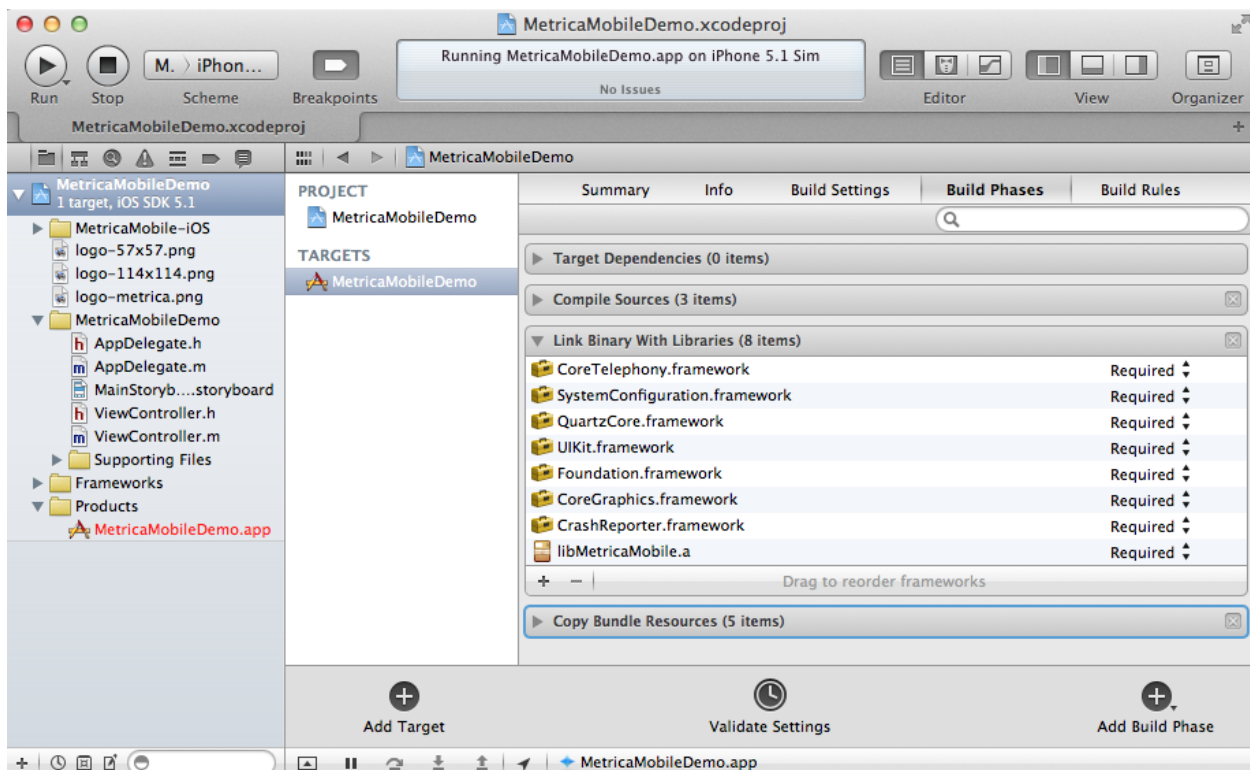 MetricaMobileDemo.xcodeproj
M. 〉 iPhon...
Running MetricaMobileDemo.app on iPhone 5.1 Sim
No Issues
Run Stop Scheme Breakpoints Editor View Organizer
MetricaMobileDemo.xcodeproj
MetricaMobileDemo
MetricaMobileDemo
1 target, iOS SDK 5.1
MetricaMobile-iOS
logo-57x57.png
logo-114x114.png
logo-metrica.png
MetricaMobileDemo
AppDelegate.h
AppDelegate.m
MainStoryb....storyboard
ViewController.h
ViewController.m
Supporting Files
Frameworks
Products
MetricaMobileDemo.app
PROJECT
MetricaMobileDemo
TARGETS
MetricaMobileDemo
Summary Info Build Settings Build Phases Build Rules
Target Dependencies (0 items)
Compile Sources (3 items)
Link Binary With Libraries (8 items)
CoreTelephony.framework Required
SystemConfiguration.framework Required
QuartzCore.framework Required
UIKit.framework Required
Foundation.framework Required
CoreGraphics.framework Required
CrashReporter.framework Required
libMetricaMobile.a Required
+ − Drag to reorder frameworks
Copy Bundle Resources (5 items)
Add Target Validate Settings Add Build Phase
MetricaMobileDemo.app